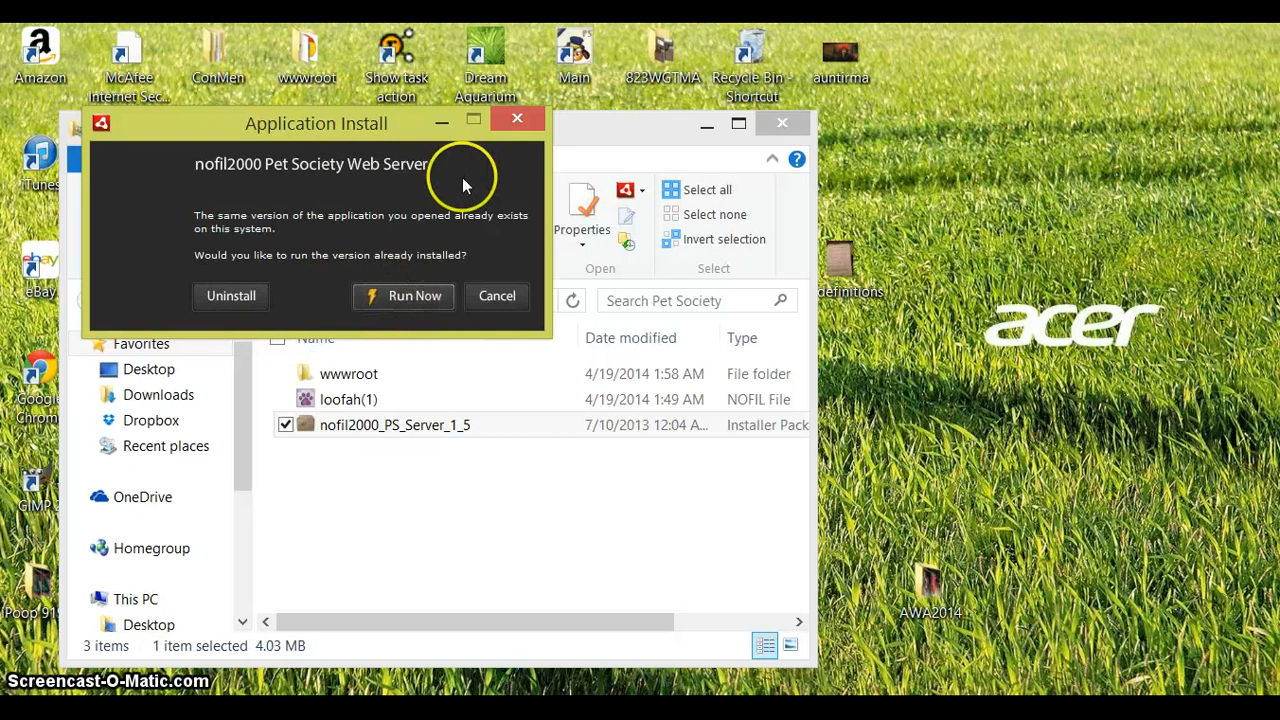 Amazon
McAfee
Internet Sec...
ConMen
wwwroot
Show task
action
Dream
Aquarium
Main
823WGTMA
Recycle Bin -
Shortcut
auntirma
Application Install
nofil2000 Pet Society Web Server
The same version of the application you opened already exists
on this system.
Would you like to run the version already installed?
Uninstall
Run Now
Cancel
Properties
Select all
Select none
Invert selection
Open
Select
Search Pet Society
Name
Date modified
Type
wwwroot
4/19/2014 1:58 AM
File folder
loofah(1)
4/19/2014 1:49 AM
NOFIL File
nofil2000_PS_Server_1_5
7/10/2013 12:04 A...
Installer Pack
Favorites
Desktop
Downloads
Dropbox
Recent places
OneDrive
Homegroup
This PC
Desktop
3 items
1 item selected 4.03 MB
iTunes
ebay
eBay
Google
Chrom
GIMP 2
iPoop 91
definitions
acer
AWA2014
Screencast-O-Matic.com